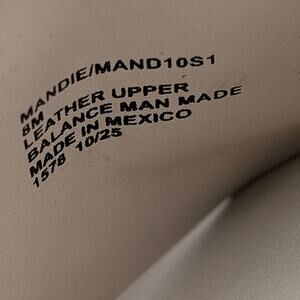 MANDIE/MAND10S1
8M
LEATHER UPPER
BALANCE MAN MADE
MADE IN MEXICO
1578 10/25